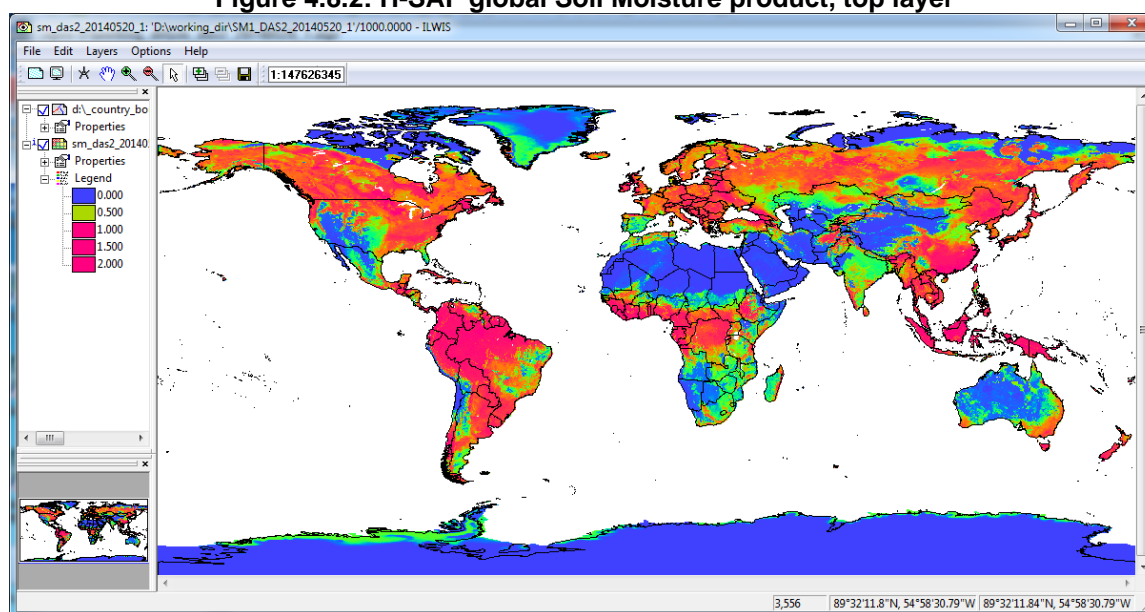 Figure 4.6.2: H-SAF global Soil Moisture product, top layer
sm_das2_20140520_1: 'D:\working_dir\SM1_DAS2_20140520_1'/1000.0000 - ILWIS
File Edit Layers Options Help
1:147626345
d:\_country_bo
Properties
sm_das2_20140
Properties
Legend
0.000
0.500
1.000
1.500
2.000
3,556 89°32'11.8"N, 54°58'30.79"W 89°32'11.84"N, 54°58'30.79"W